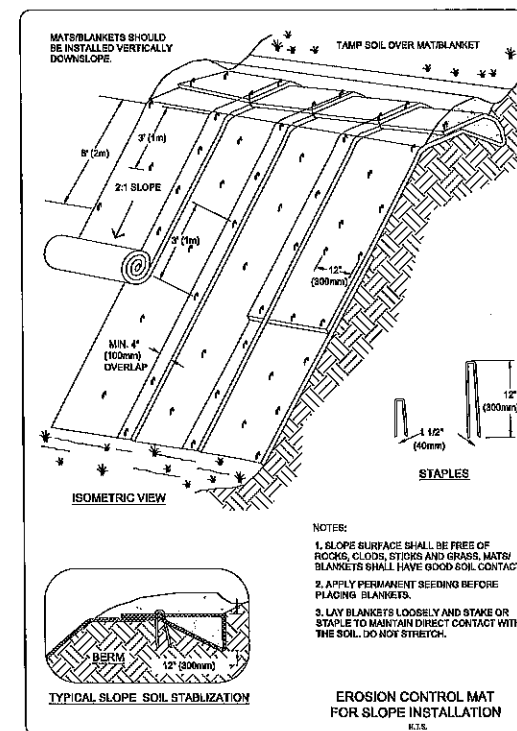 MATS/BLANKETS SHOULD
BE INSTALLED VERTICALLY
DOWNSLOPE.
TAMP SOIL OVER MAT/BLANKET
3' (1m)
2:1 SLOPE
3' (1m)
12"
(300mm)
MIN. 4"
(100mm)
OVERLAP
12"
(300mm)
1 1/2"
(40mm)
STAPLES
ISOMETRIC VIEW
NOTES:
1. SLOPE SURFACE SHALL BE FREE OF
ROCKS, CLODS, STICKS AND GRASS. MATS/
BLANKETS SHALL HAVE GOOD SOIL CONTACT
2. APPLY PERMANENT SEEDING BEFORE
PLACING BLANKETS.
3. LAY BLANKETS LOOSELY AND STAKE OR
STAPLE TO MAINTAIN DIRECT CONTACT WITH
THE SOIL. DO NOT STRETCH.
BERM
12" (300mm)
TYPICAL SLOPE SOIL STABLIZATION
EROSION CONTROL MAT
FOR SLOPE INSTALLATION
N.T.S.